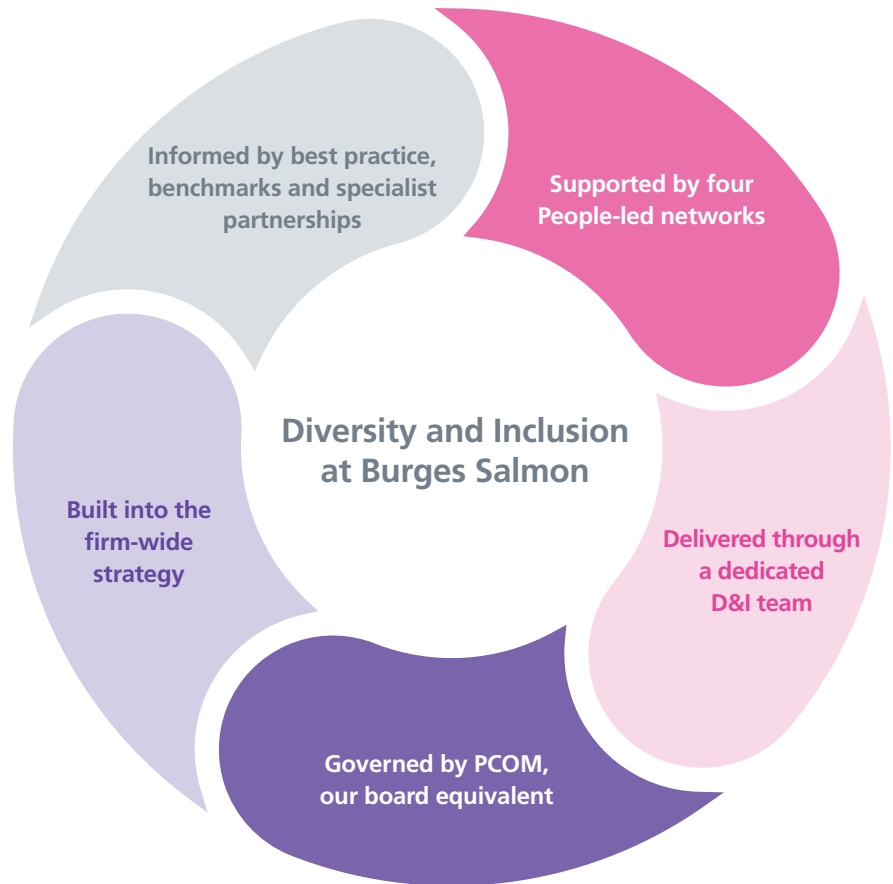 Informed by best practice,
benchmarks and specialist
partnerships
Supported by four
People-led networks
Diversity and Inclusion
at Burges Salmon
Built into the
firm-wide
strategy
Delivered through
a dedicated
D&I team
Governed by PCOM,
our board equivalent